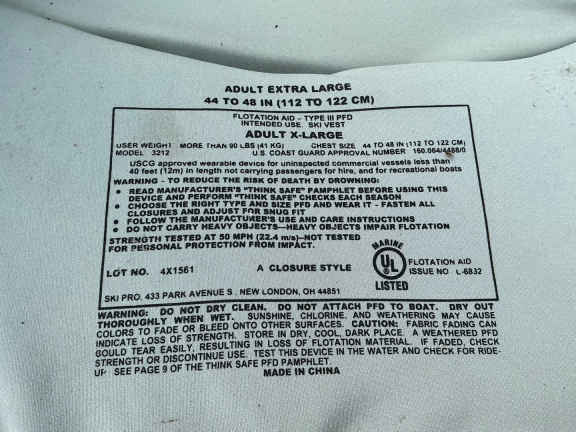 ADULT EXTRA LARGE
44 TO 48 IN (112 TO 122 CM)
FLOTATION AID - TYPE III PFD
INTENDED USE. SKI VEST
ADULT X-LARGE
USER WEIGHT MORE THAN 90 LBS (41 KG) CHEST SIZE 44 TO 48 IN (112 TO 122 CM)
MODEL 3212 U.S. COAST GUARD APPROVAL NUMBER 160.064/4488/0
USCG approved wearable device for uninspected commercial vessels less than
40 feet (12m) in length not carrying passengers for hire, and for recreational boats
WARNING - TO REDUCE THE RISK OF DEATH BY DROWNING:
• READ MANUFACTURER'S "THINK SAFE" PAMPHLET BEFORE USING THIS
DEVICE AND PERFORM "THINK SAFE" CHECKS EACH SEASON
• CHOOSE THE RIGHT TYPE AND SIZE PFD AND WEAR IT - FASTEN ALL
CLOSURES AND ADJUST FOR SNUG FIT
• FOLLOW THE MANUFACTURER'S USE AND CARE INSTRUCTIONS
• DO NOT CARRY HEAVY OBJECTS—HEAVY OBJECTS IMPAIR FLOTATION
STRENGTH TESTED AT 50 MPH (22.4 m/s)-NOT TESTED
FOR PERSONAL PROTECTION FROM IMPACT.
MARINE
UL
LISTED
LOT NO. 4X1561 A CLOSURE STYLE
FLOTATION AID
ISSUE NO L-6832
SKI PRO, 433 PARK AVENUE S., NEW LONDON, OH 44851
WARNING: DO NOT DRY CLEAN. DO NOT ATTACH PFD TO BOAT. DRY OUT
THOROUGHLY WHEN WET. SUNSHINE, CHLORINE, AND WEATHERING MAY CAUSE
COLORS TO FADE OR BLEED ONTO OTHER SURFACES. CAUTION: FABRIC FADING CAN
INDICATE LOSS OF STRENGTH. STORE IN DRY, COOL, DARK PLACE. A WEATHERED PFD
COULD TEAR EASILY, RESULTING IN LOSS OF FLOTATION MATERIAL. IF FADED, CHECK
STRENGTH OR DISCONTINUE USE. TEST THIS DEVICE IN THE WATER AND CHECK FOR RIDE-
UP SEE PAGE 9 OF THE THINK SAFE PFD PAMPHLET.
MADE IN CHINA